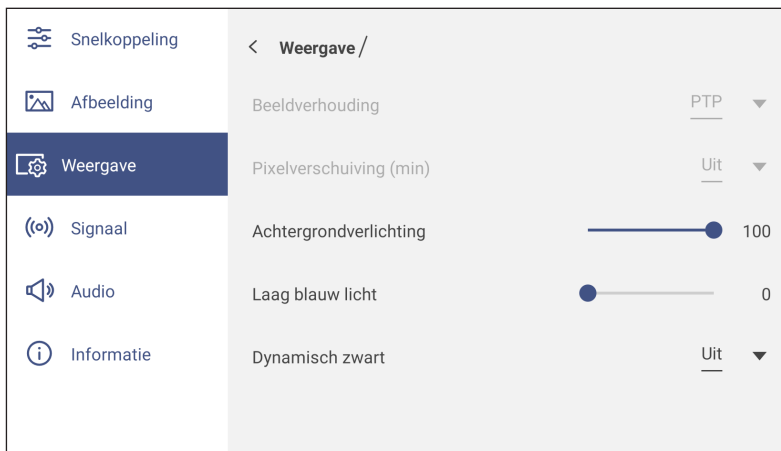 Snelkoppeling
Afbeelding
Weergave
Signaal
Audio
Informatie
< Weergave /
Beeldverhouding PTP
Pixelverschuiving (min) Uit
Achtergrondverlichting 100
Laag blauw licht 0
Dynamisch zwart Uit